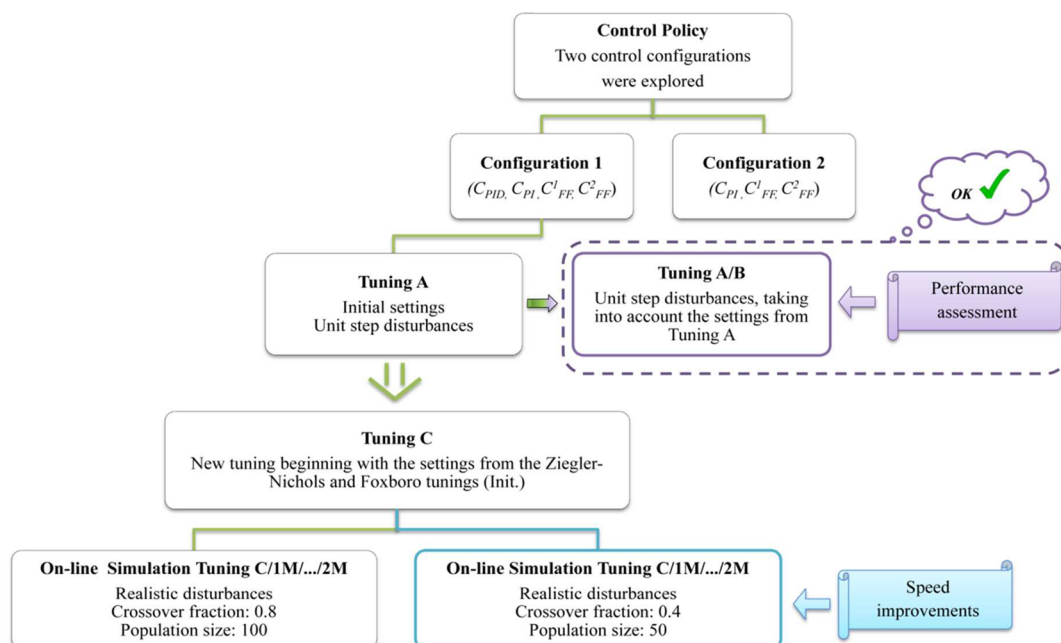 Control Policy
Two control configurations
were explored
Configuration 1
(C_PID, C_PI, C^1_FF, C^2_FF)
Configuration 2
(C_PI, C^1_FF, C^2_FF)
OK
Tuning A
Initial settings
Unit step disturbances
Tuning A/B
Unit step disturbances, taking
into account the settings from
Tuning A
Performance
assessment
Tuning C
New tuning beginning with the settings from the Ziegler-
Nichols and Foxboro tunings (Init.)
On-line Simulation Tuning C/1M/.../2M
Realistic disturbances
Crossover fraction: 0.8
Population size: 100
On-line Simulation Tuning C/1M/.../2M
Realistic disturbances
Crossover fraction: 0.4
Population size: 50
Speed
improvements